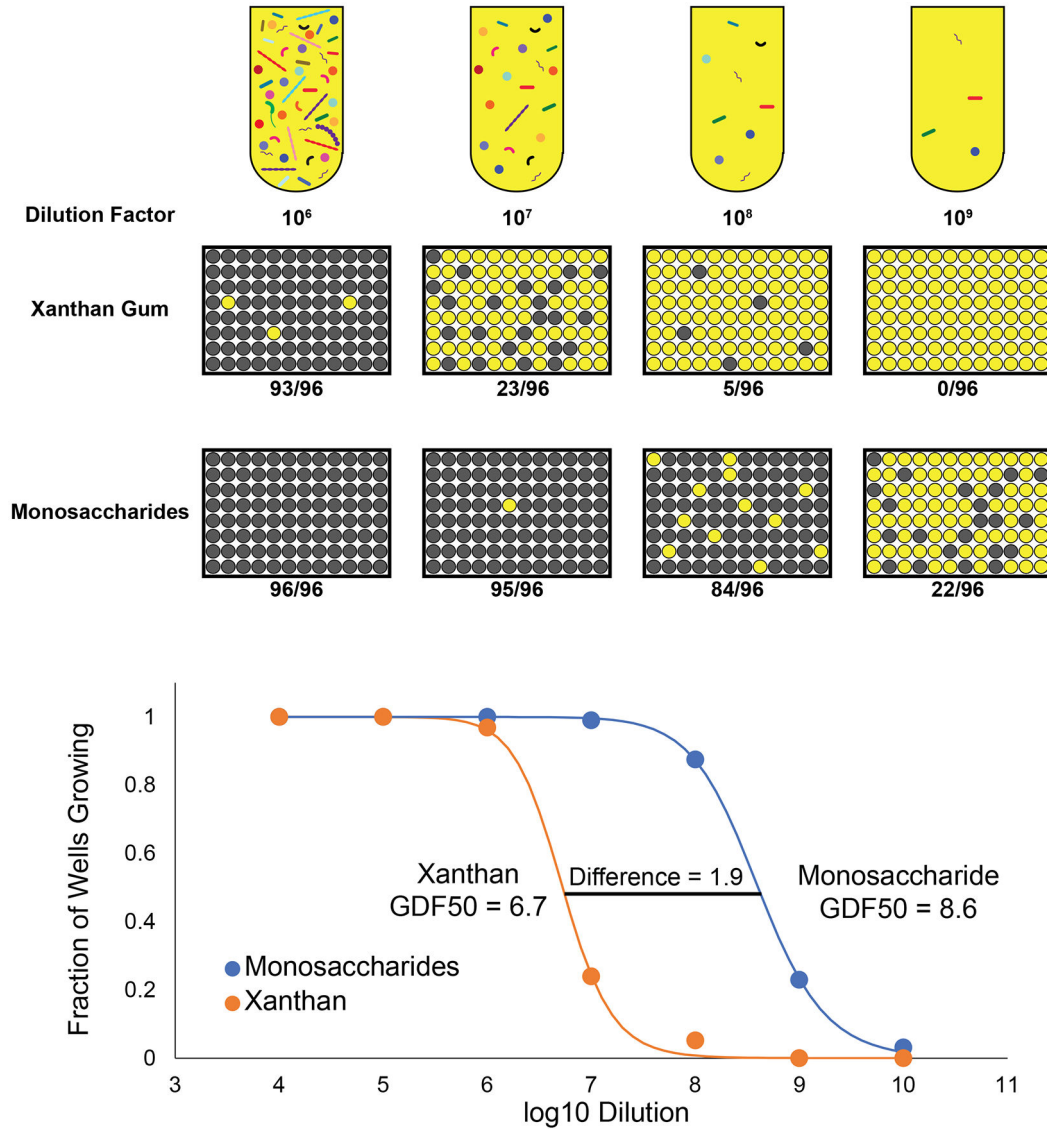 Dilution Factor 10⁶ 10⁷ 10⁸ 10⁹
Xanthan Gum
93/96 23/96 5/96 0/96
Monosaccharides
96/96 95/96 84/96 22/96
Fraction of Wells Growing
1
0.8
0.6
0.4
0.2
0
Xanthan
GDF50 = 6.7
Difference = 1.9
Monosaccharide
GDF50 = 8.6
Monosaccharides
Xanthan
3 4 5 6 7 8 9 10 11
log10 Dilution